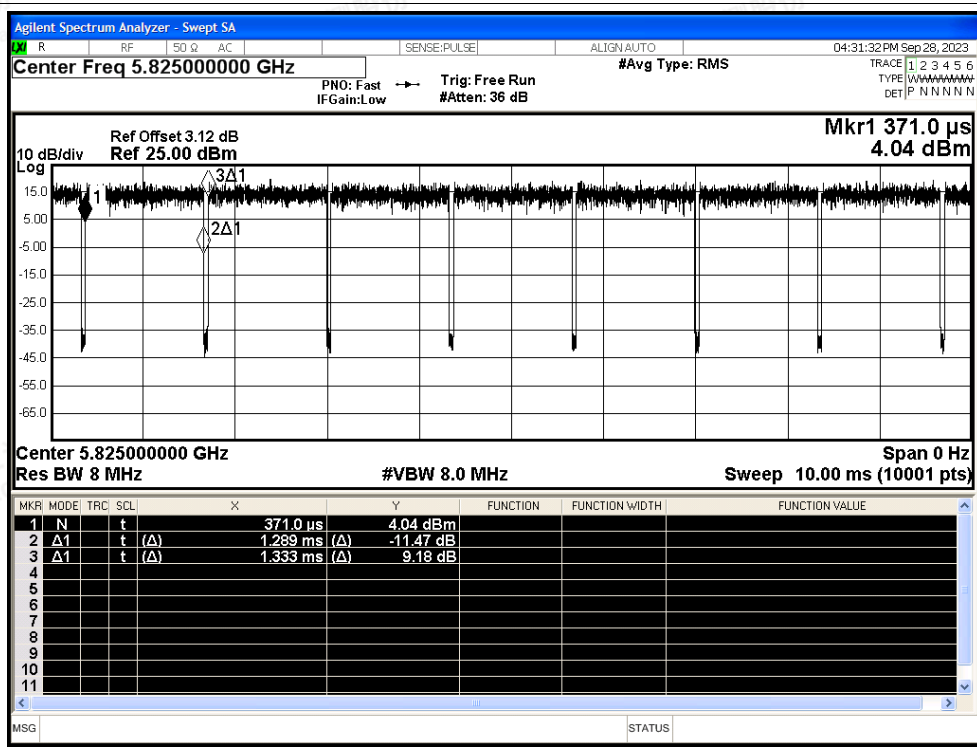 Agilent Spectrum Analyzer - Swept SA
LXI R RF 50 Ω AC SENSE:PULSE ALIGN AUTO 04:31:32 PM Sep 28, 2023
Center Freq 5.825000000 GHz #Avg Type: RMS TRACE 1 2 3 4 5 6
PNO: Fast Trig: Free Run TYPE WWWWWW
IFGain:Low #Atten: 36 dB DET P N N N N N
Mkr1 371.0 µs
Ref Offset 3.12 dB
10 dB/div Ref 25.00 dBm 4.04 dBm
Log
3Δ1
15.0
1
5.00
2Δ1
-5.00
-15.0
-25.0
-35.0
-45.0
-55.0
-65.0
Center 5.825000000 GHz Span 0 Hz
Res BW 8 MHz #VBW 8.0 MHz Sweep 10.00 ms (10001 pts)
MKR MODE TRC SCL X Y FUNCTION FUNCTION WIDTH FUNCTION VALUE
1 N t 371.0 µs 4.04 dBm
2 Δ1 t (Δ) 1.289 ms (Δ) -11.47 dB
3 Δ1 t (Δ) 1.333 ms (Δ) 9.18 dB
4
5
6
7
8
9
10
11
MSG STATUS